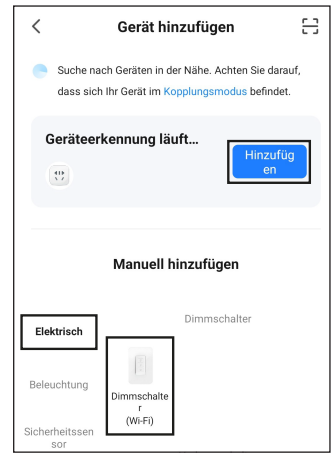 Gerät hinzufügen
Suche nach Geräten in der Nähe. Achten Sie darauf,
dass sich Ihr Gerät im Kopplungsmodus befindet.
Geräteerkennung läuft...
Hinzufüg
en
Manuell hinzufügen
Elektrisch
Beleuchtung
Sicherheitssen
sor
Dimmschalter
Dimmschalte
r
(Wi-Fi)